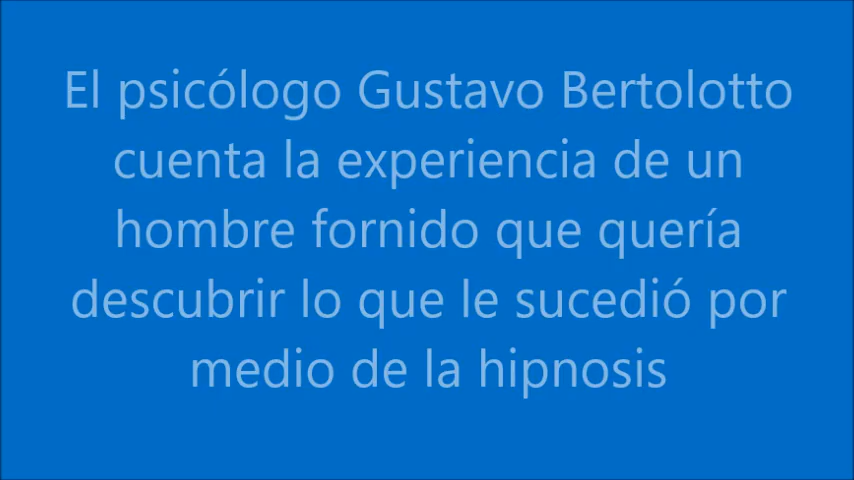 El psicólogo Gustavo Bertolotto
cuenta la experiencia de un
hombre fornido que quería
descubrir lo que le sucedió por
medio de la hipnosis